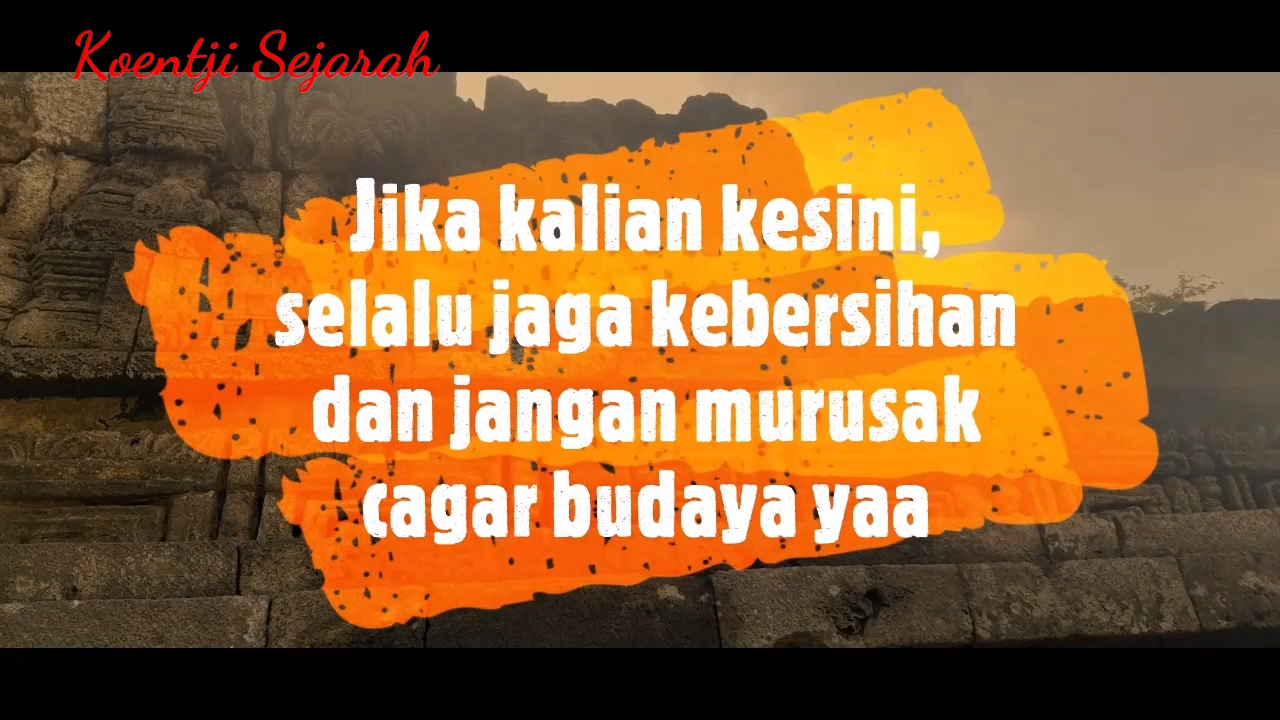 Koentji Sejarah
Jika kalian kesini,
selalu jaga kebersihan
dan jangan murusak
cagar budaya yaa